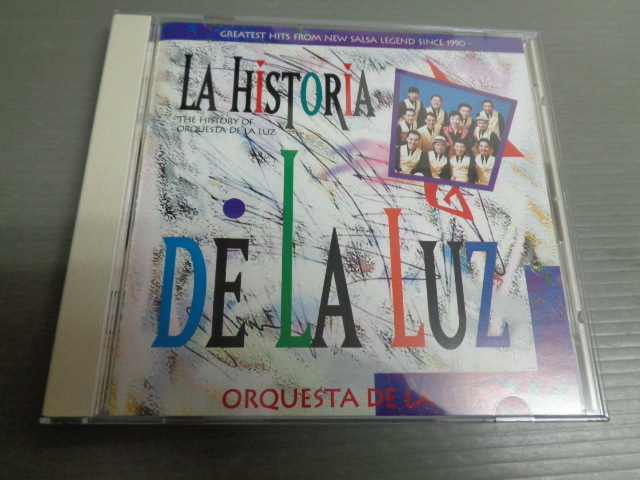 GREATEST HITS FROM NEW SALSA LEGEND SINCE 1990~
LA HISTORIA
THE HISTORY OF
ORQUESTA DE LA LUZ
DE LA LUZ
ORQUESTA DE LA